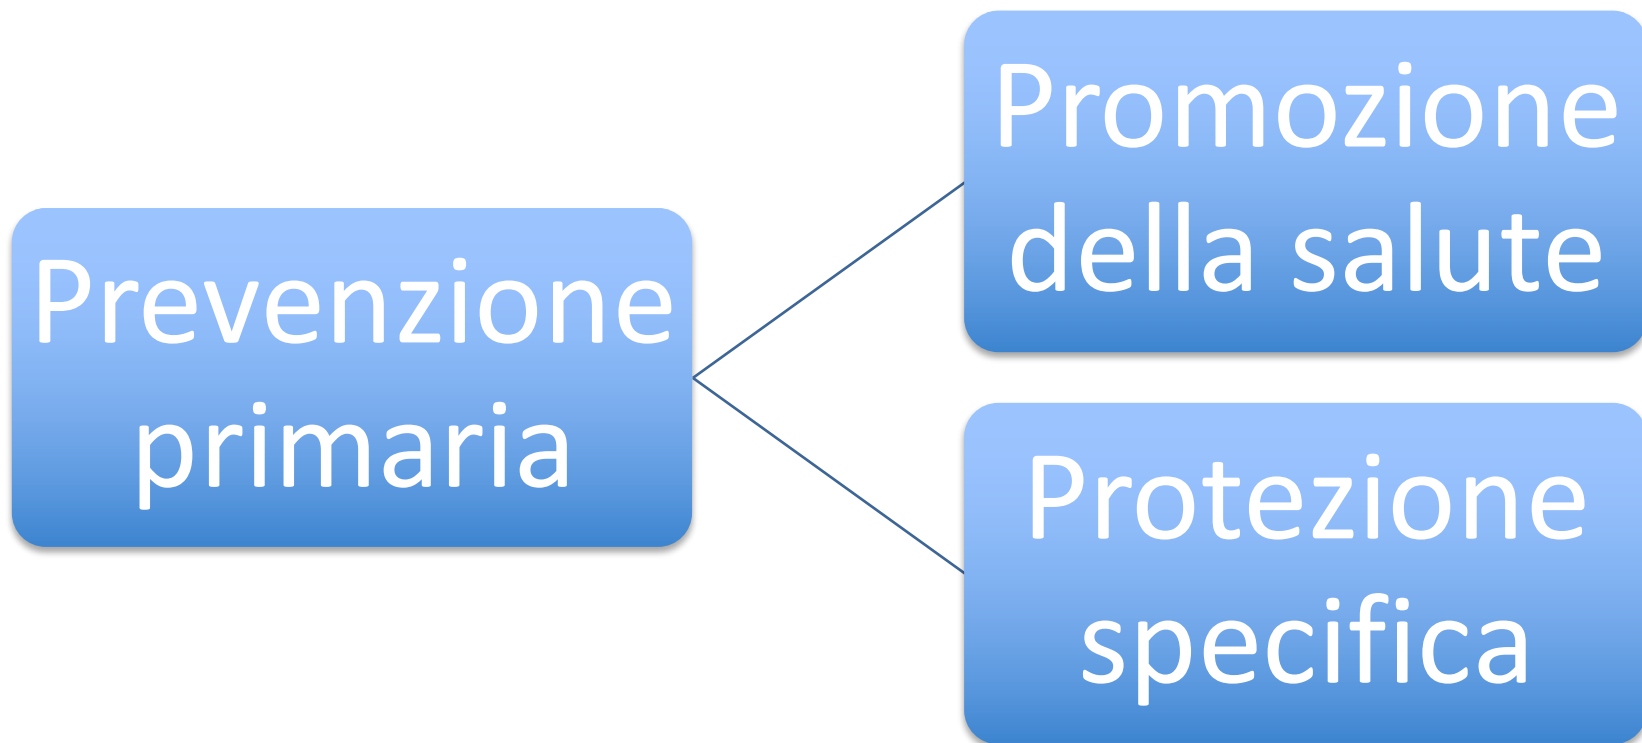 Prevenzione
primaria
Promozione
della salute
Protezione
specifica